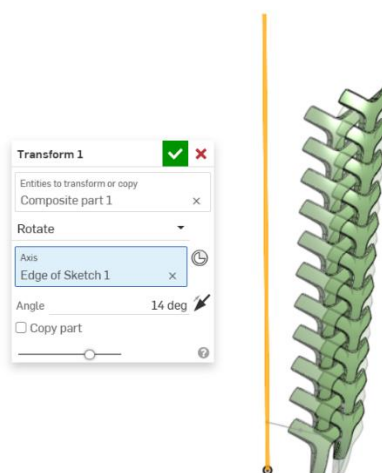 Transform 1
Entities to transform or copy
Composite part 1
Rotate
Axis
Edge of Sketch 1
Angle 14 deg
Copy part